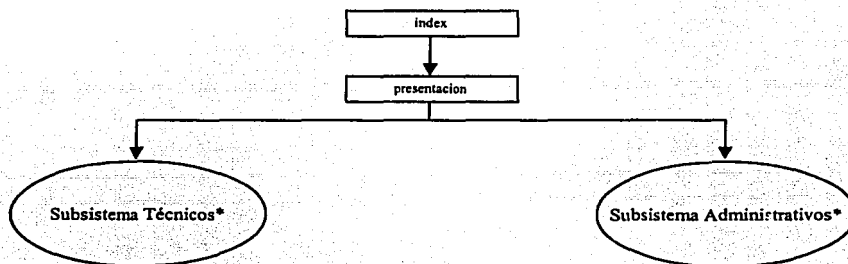 index
presentacion
Subsistema Técnicos*
Subsistema Administrativos*